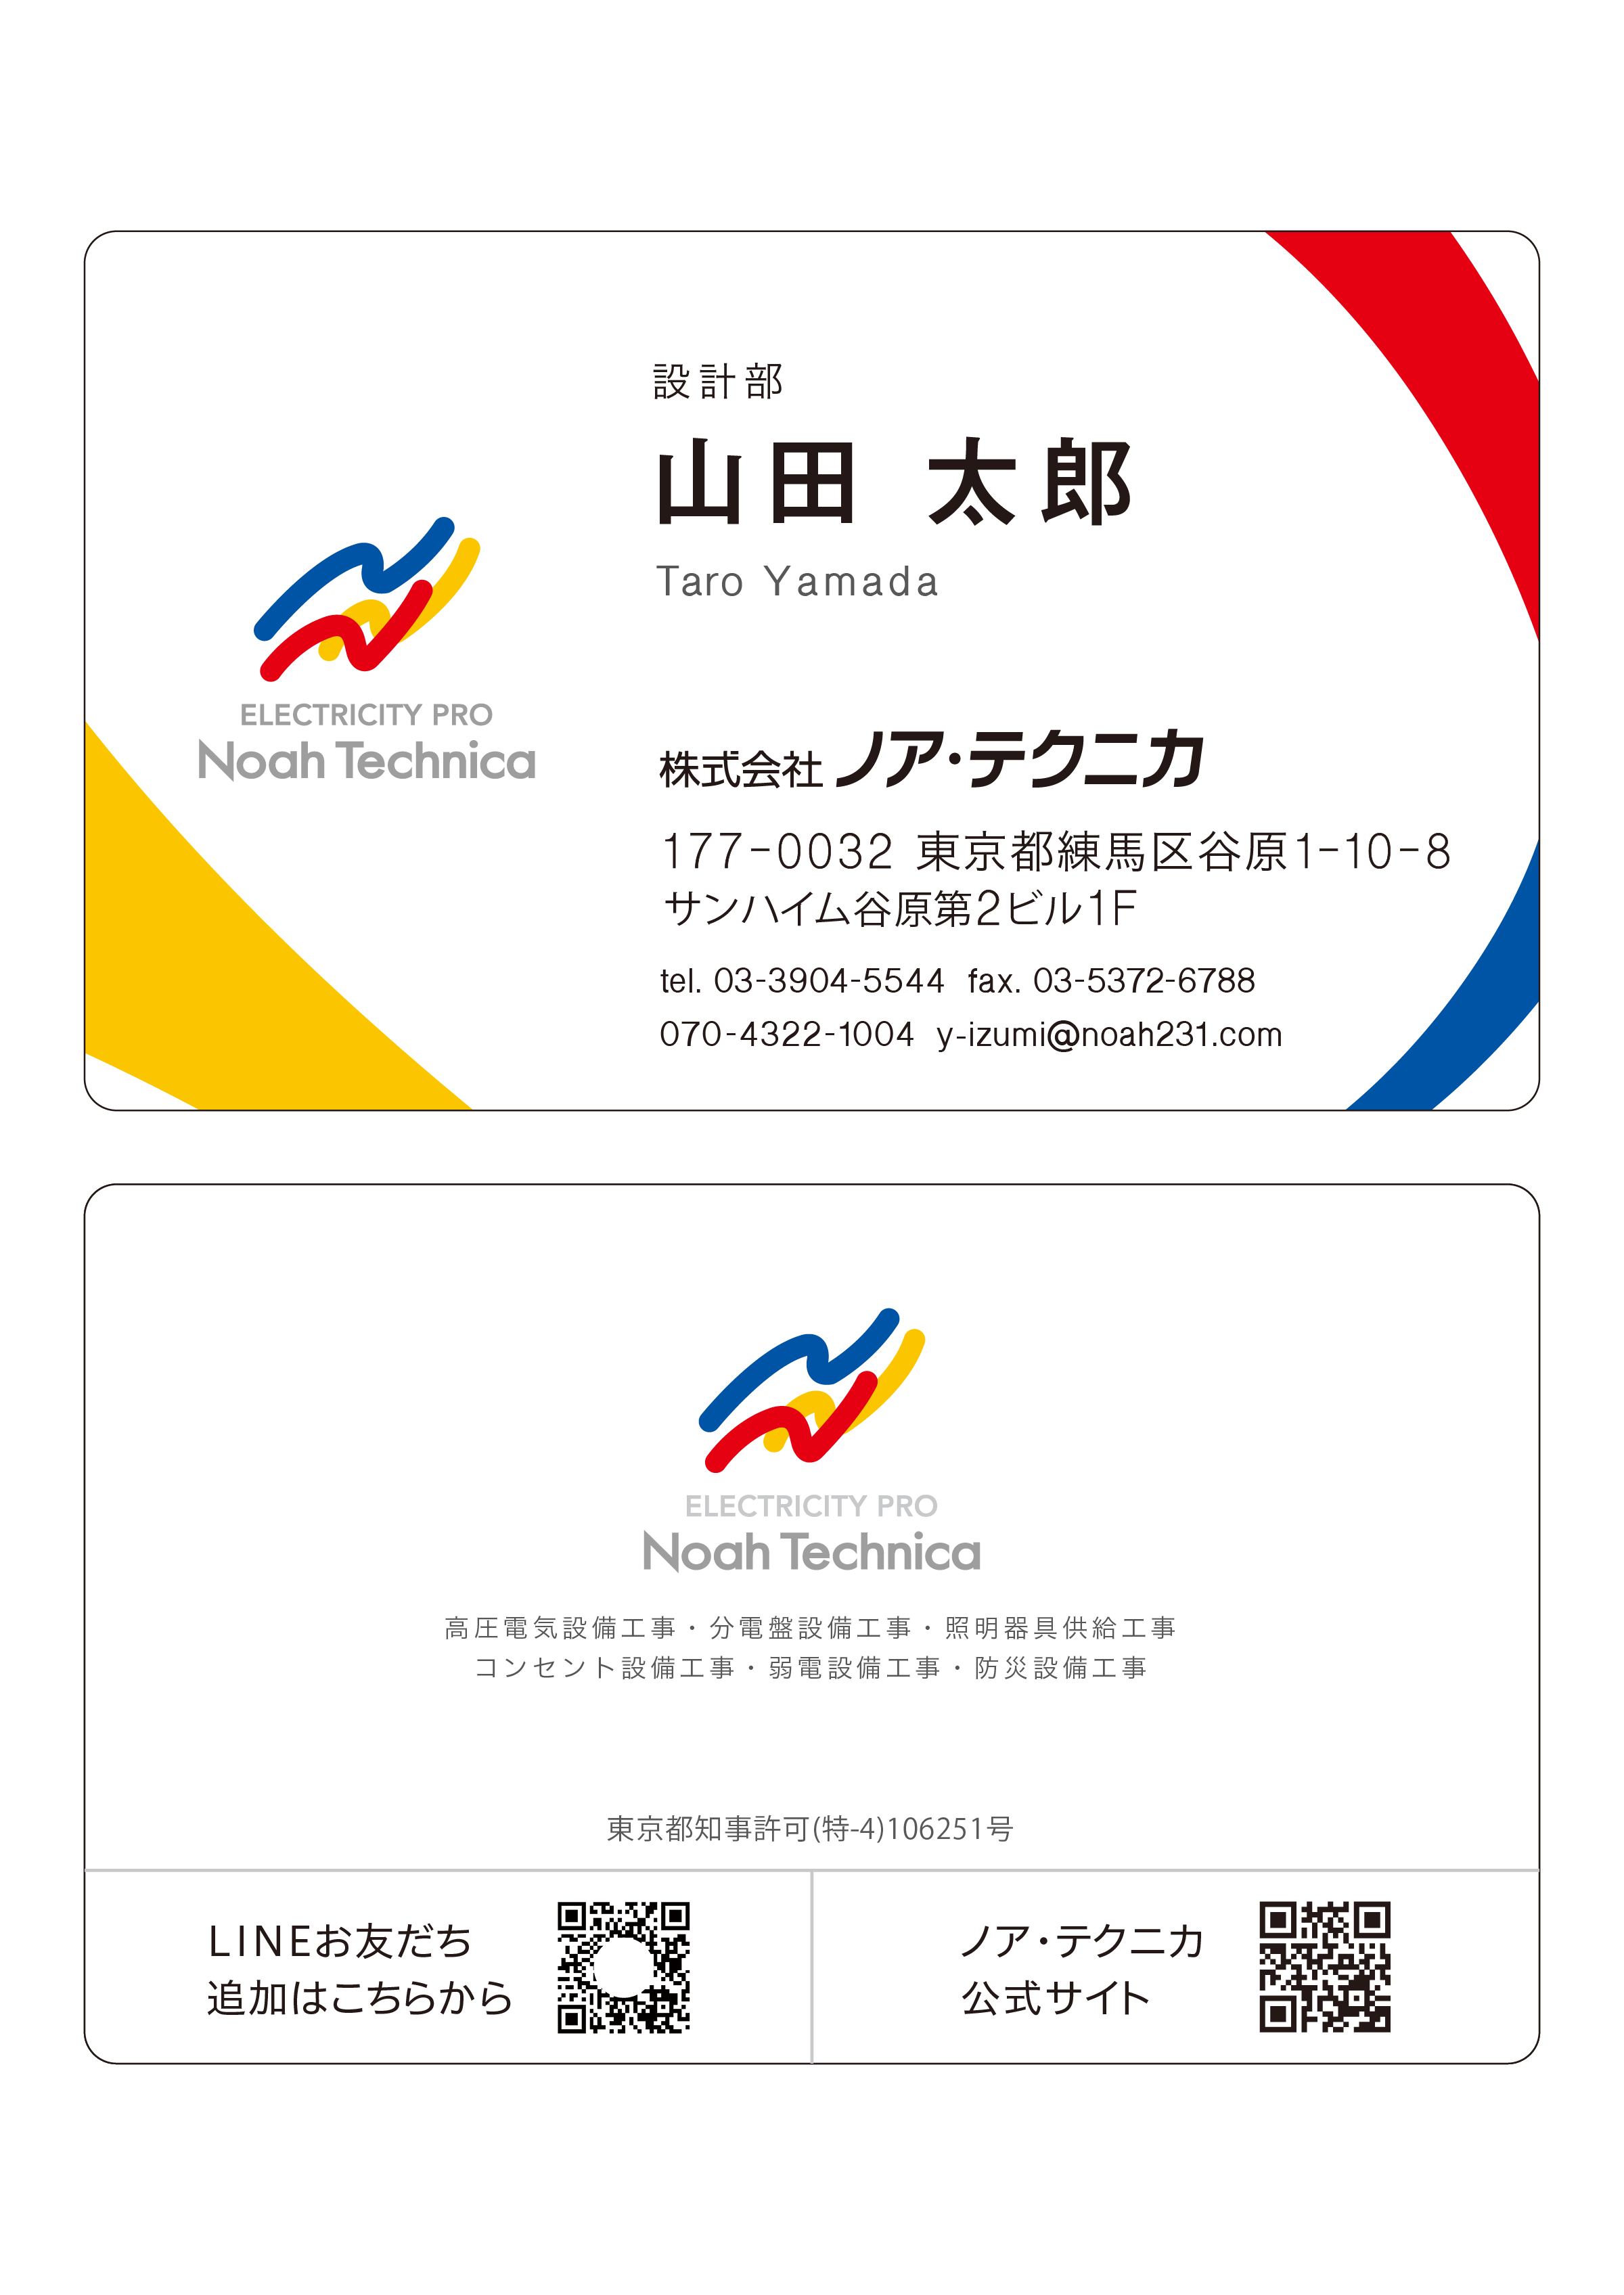 設計部
山田 太郎
Taro Yamada
ELECTRICITY PRO
Noah Technica
株式会社 ノア・テクニカ
177-0032 東京都練馬区谷原1-10-8
サンハイム谷原第2ビル1F
tel. 03-3904-5544 fax. 03-5372-6788
070-4322-1004 y-izumi@noah231.com
ELECTRICITY PRO
Noah Technica
高圧電気設備工事・分電盤設備工事・照明器具供給工事
コンセント設備工事・弱電設備工事・防災設備工事
東京都知事許可(特-4)106251号
LINEお友だち
追加はこちらから
ノア・テクニカ
公式サイト